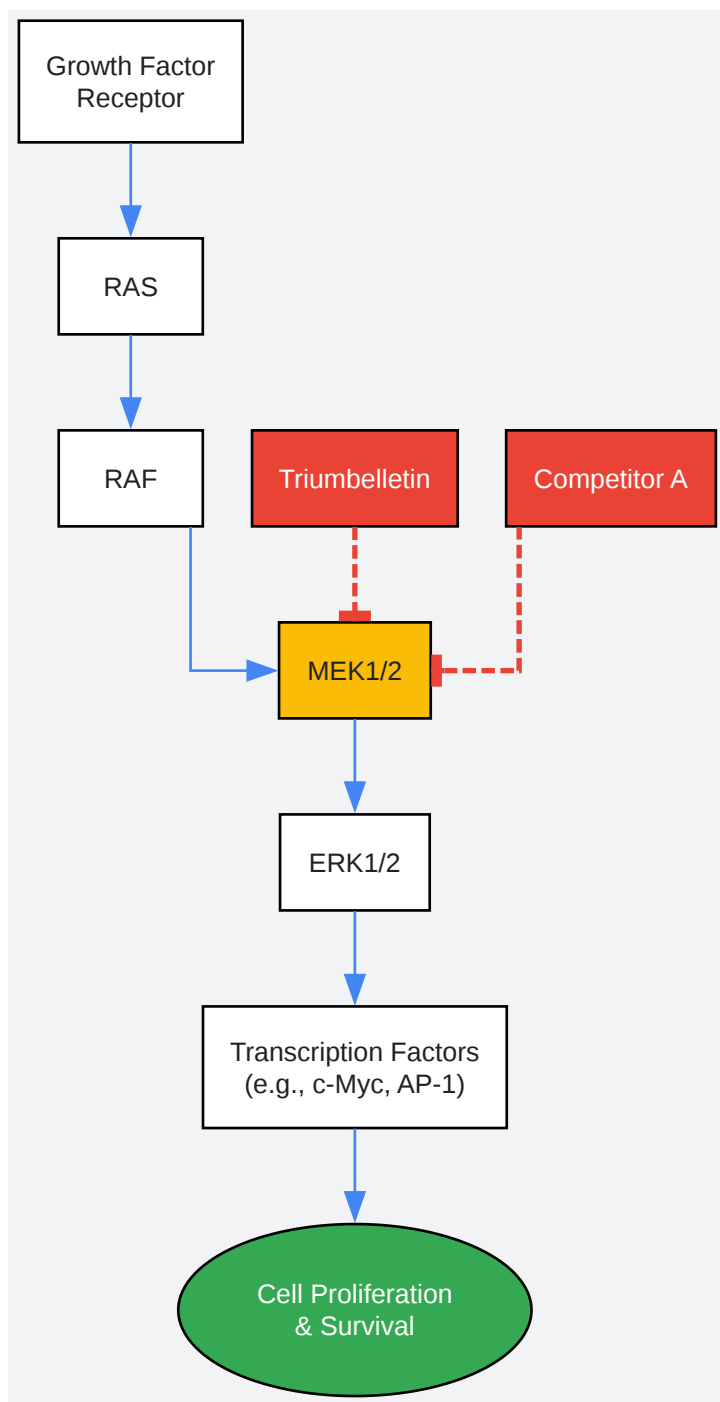 Growth Factor
Receptor
RAS
RAF
Triumbelletin
Competitor A
MEK1/2
ERK1/2
Transcription Factors
(e.g., c-Myc, AP-1)
Cell Proliferation
& Survival